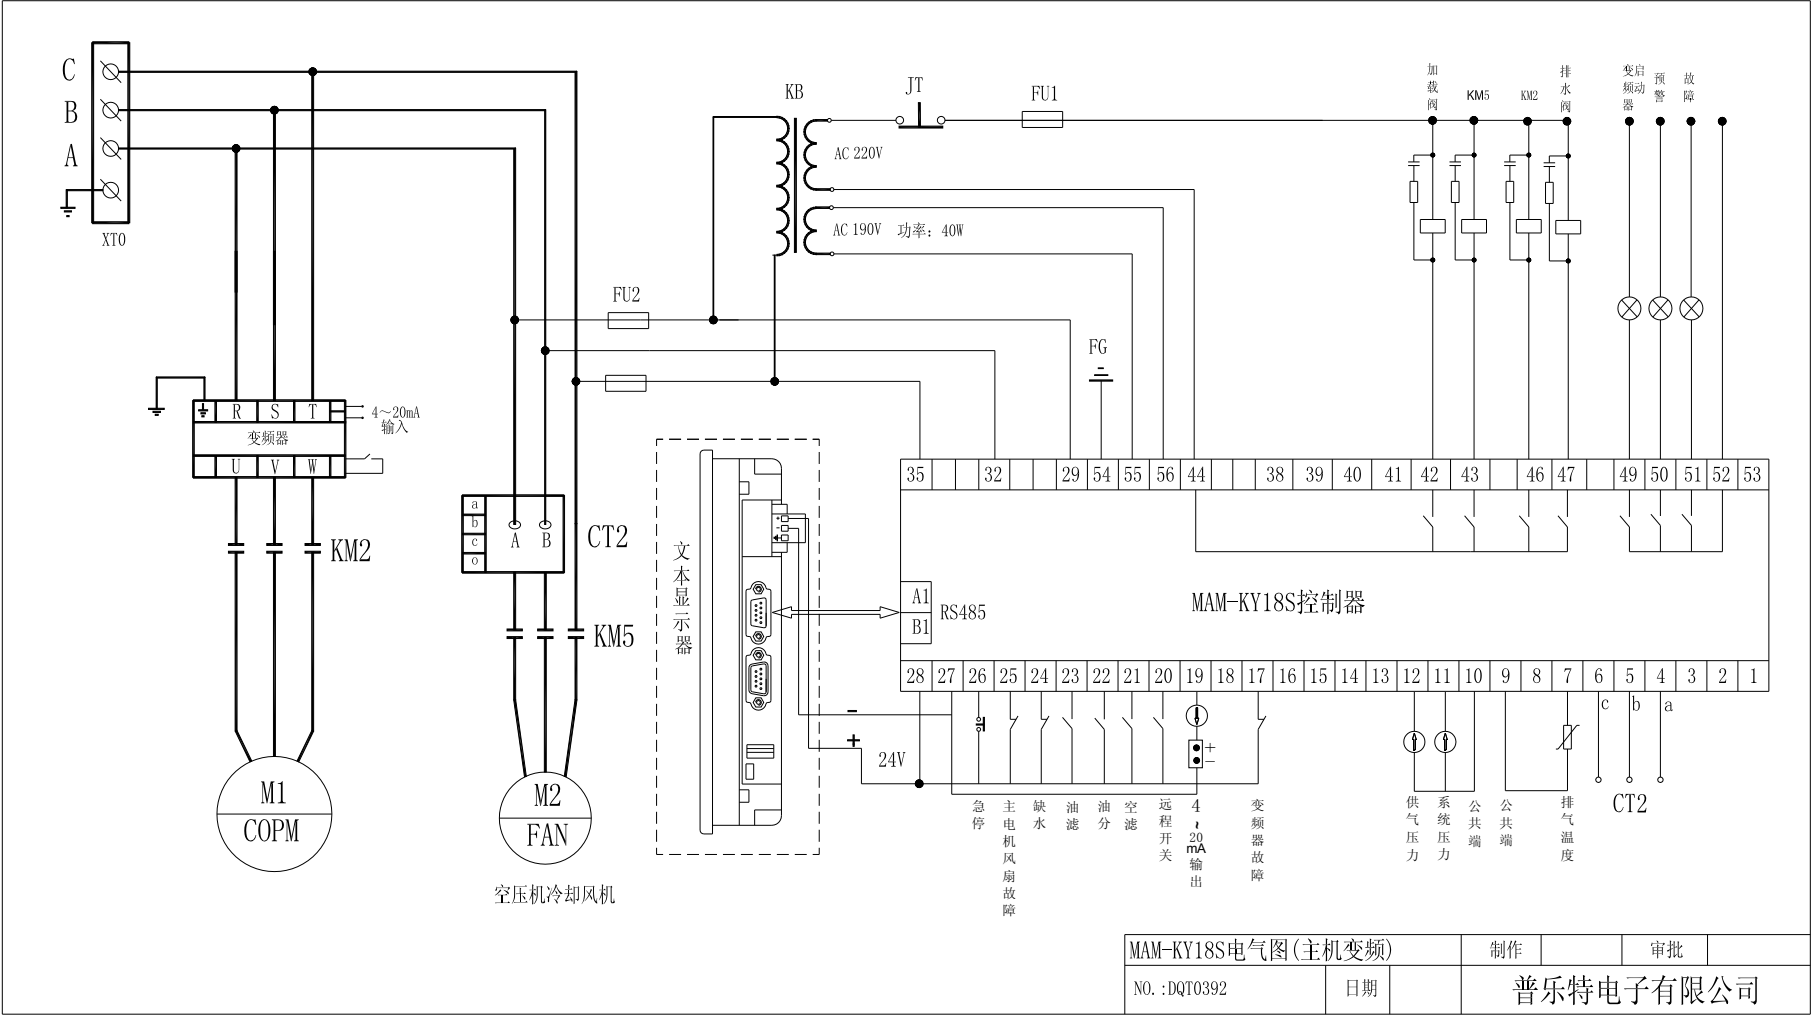 C
B
A
XT0
KB
JT
FU1
AC 220V
AC 190V 功率：40W
加载阀
KM5
KM2
排水阀
变频器
启动
预警
故障
FU2
FG
R S T
4～20mA
输入
变频器
U V W
KM2
a
b
c
o
A B
CT2
KM5
M1
COPM
M2
FAN
空压机冷却风机
文本显示器
+
-
－
＋
24V
35 32 29 54 55 56 44 38 39 40 41 42 43 46 47 49 50 51 52 53
A1
B1
RS485
MAM-KY18S控制器
28 27 26 25 24 23 22 21 20 19 18 17 16 15 14 13 12 11 10 9 8 7 6 5 4 3 2 1
c b a
+
-
急停
主电机风扇故障
缺水
油滤
油分
空滤
远程开关
4～20mA输出
变频器故障
供气压力
系统压力
公共端
公共端
排气温度
CT2
MAM-KY18S电气图(主机变频) 制作 审批
NO.:DQT0392 日期 普乐特电子有限公司